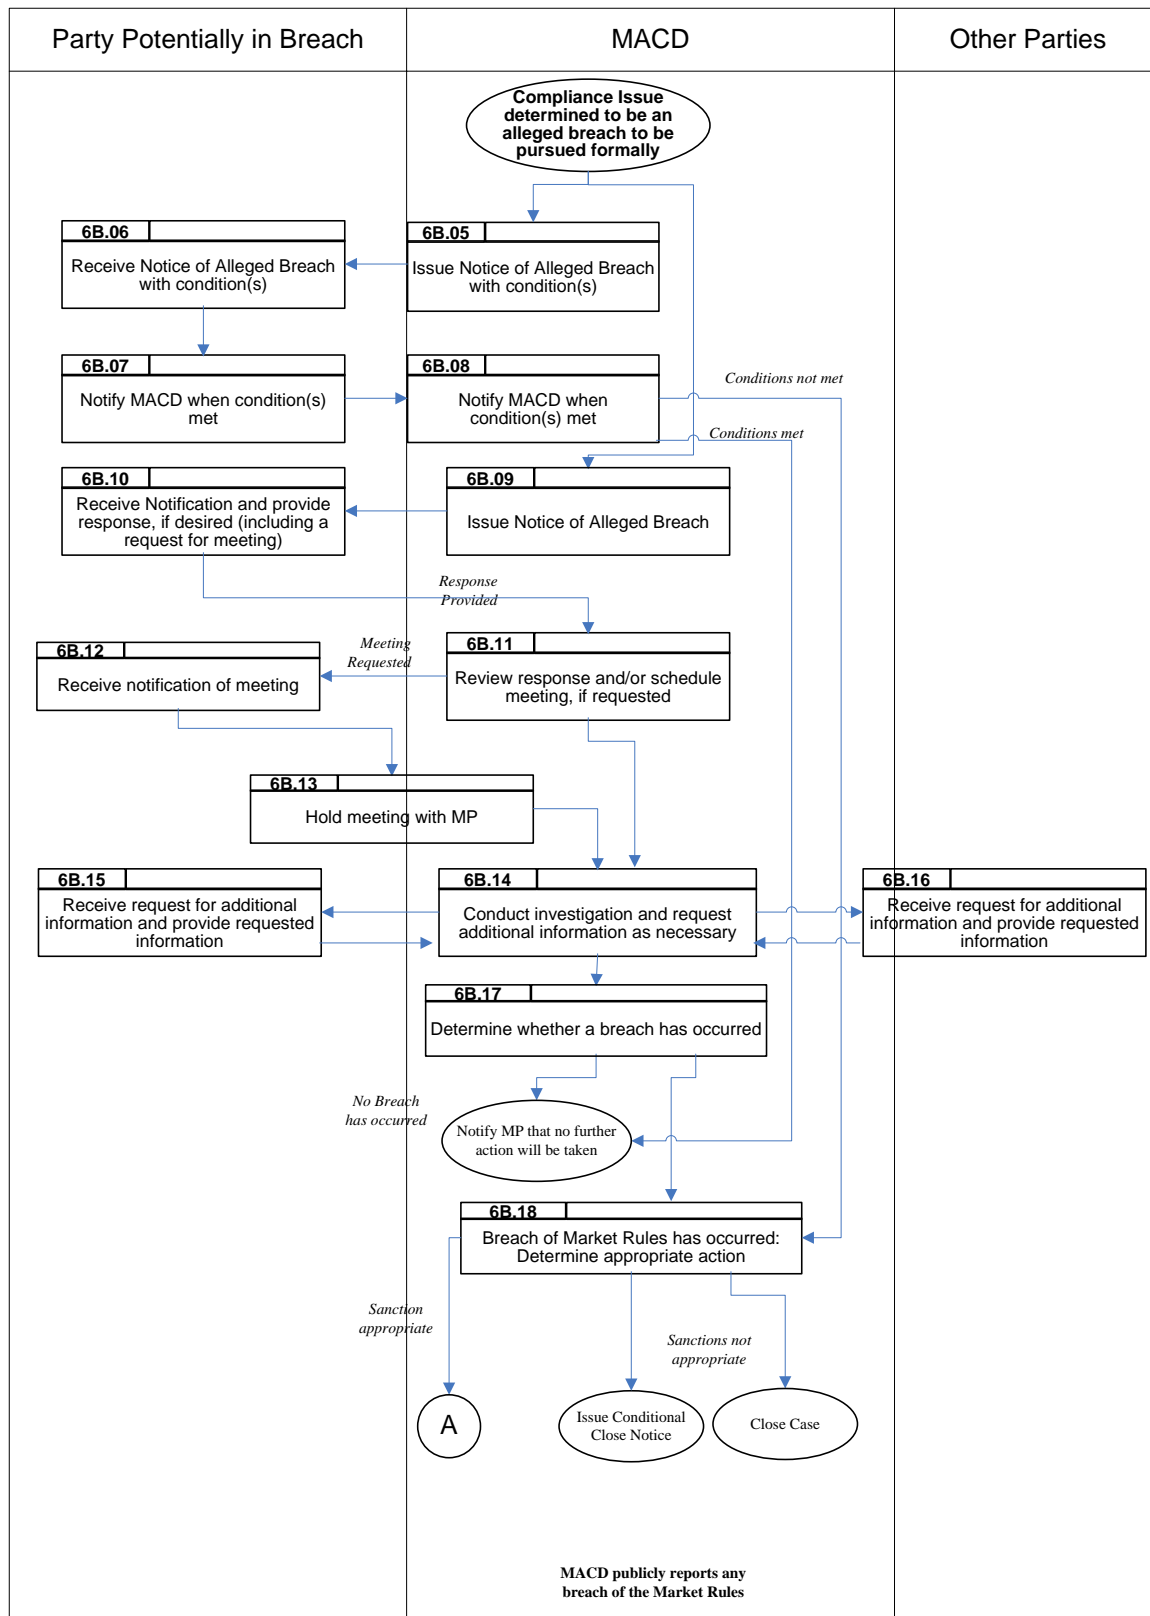 Party Potentially in Breach
MACD
Other Parties
Compliance Issue
determined to be an
alleged breach to be
pursued formally
6B.06
Receive Notice of Alleged Breach
with condition(s)
6B.05
Issue Notice of Alleged Breach
with condition(s)
6B.07
Notify MACD when condition(s)
met
6B.08
Notify MACD when
condition(s) met
Conditions not met
Conditions met
6B.10
Receive Notification and provide
response, if desired (including a
request for meeting)
6B.09
Issue Notice of Alleged Breach
Response
Provided
6B.12
Receive notification of meeting
Meeting
Requested
6B.11
Review response and/or schedule
meeting, if requested
6B.13
Hold meeting with MP
6B.15
Receive request for additional
information and provide requested
information
6B.14
Conduct investigation and request
additional information as necessary
6B.16
Receive request for additional
information and provide requested
information
6B.17
Determine whether a breach has occurred
No Breach
has occurred
Notify MP that no further
action will be taken
6B.18
Breach of Market Rules has occurred:
Determine appropriate action
Sanction
appropriate
Sanctions not
appropriate
A
Issue Conditional
Close Notice
Close Case
MACD publicly reports any
breach of the Market Rules